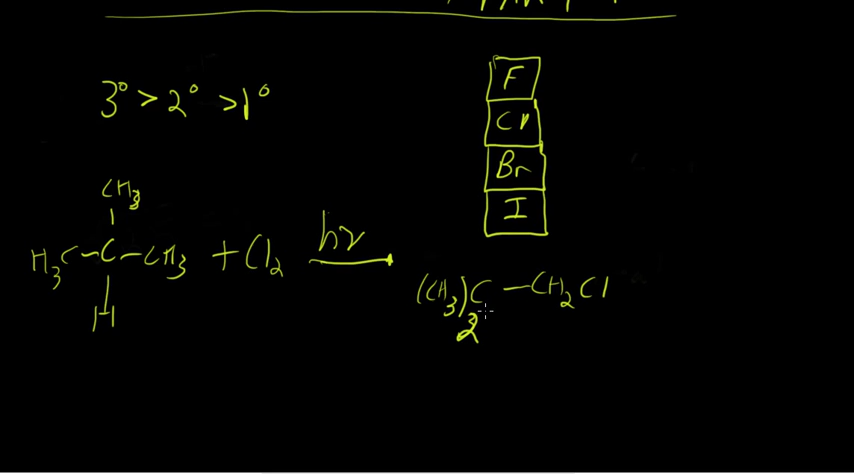 3° > 2° > 1°
F
Cl
Br
I
CH3
H3C-C-CH3 + Cl2 hν
H
(CH3)2C-CH2Cl